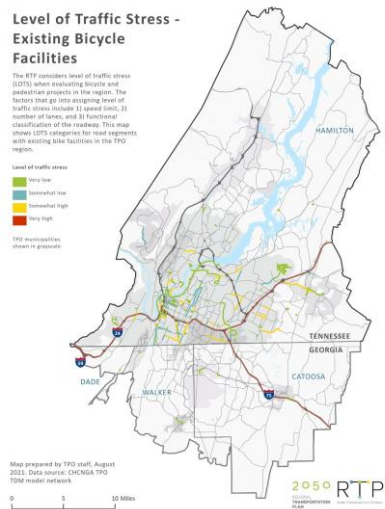 Level of Traffic Stress -
Existing Bicycle
Facilities
The RTP considers level of traffic stress
(LOTS) when evaluating bicycle and
pedestrian projects in the region. The
factors that go into assigning level of
traffic stress include 1) speed limit, 2)
number of lanes, and 3) functional
classification of the roadway. This map
shows LOTS categories for road segments
with existing bike facilities in the TPO
region.
Level of traffic stress
Very low
Somewhat low
Somewhat high
Very high
TPO municipalities
shown in grayscale
HAMILTON
24
TENNESSEE
GEORGIA
DADE
WALKER
CATOOSA
75
Map prepared by TPO staff, August
2021. Data source: CHCNGA TPO
TDM model network
0 5 10 Miles
2050 RTP
REGIONAL
TRANSPORTATION
PLAN